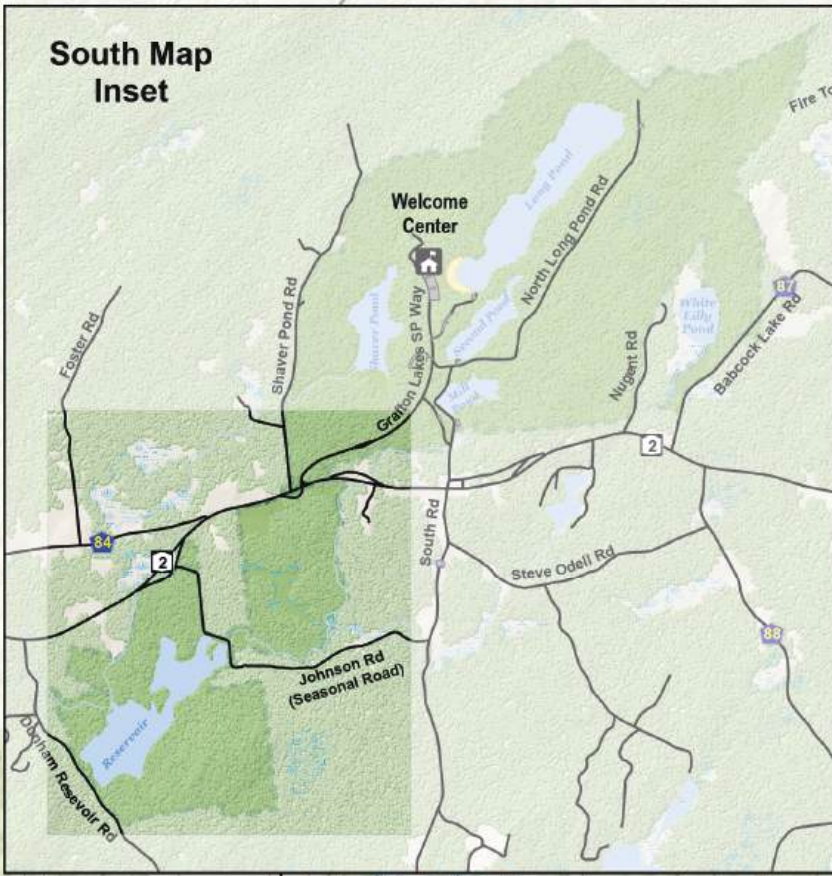 South Map
Inset
Fire To
Welcome
Center
Long Pond
North Long Pond Rd
Shaver Pond Rd
Shaver Pond
Grafton Lakes SP Way
Second Pond
Mill
Pond
White
Lilly
Pond
87
Babcock Lake Rd
Nugent Rd
Foster Rd
2
84
2
South Rd
Steve Odell Rd
88
Johnson Rd
(Seasonal Road)
Reservoir
Dunham Resevoir Rd